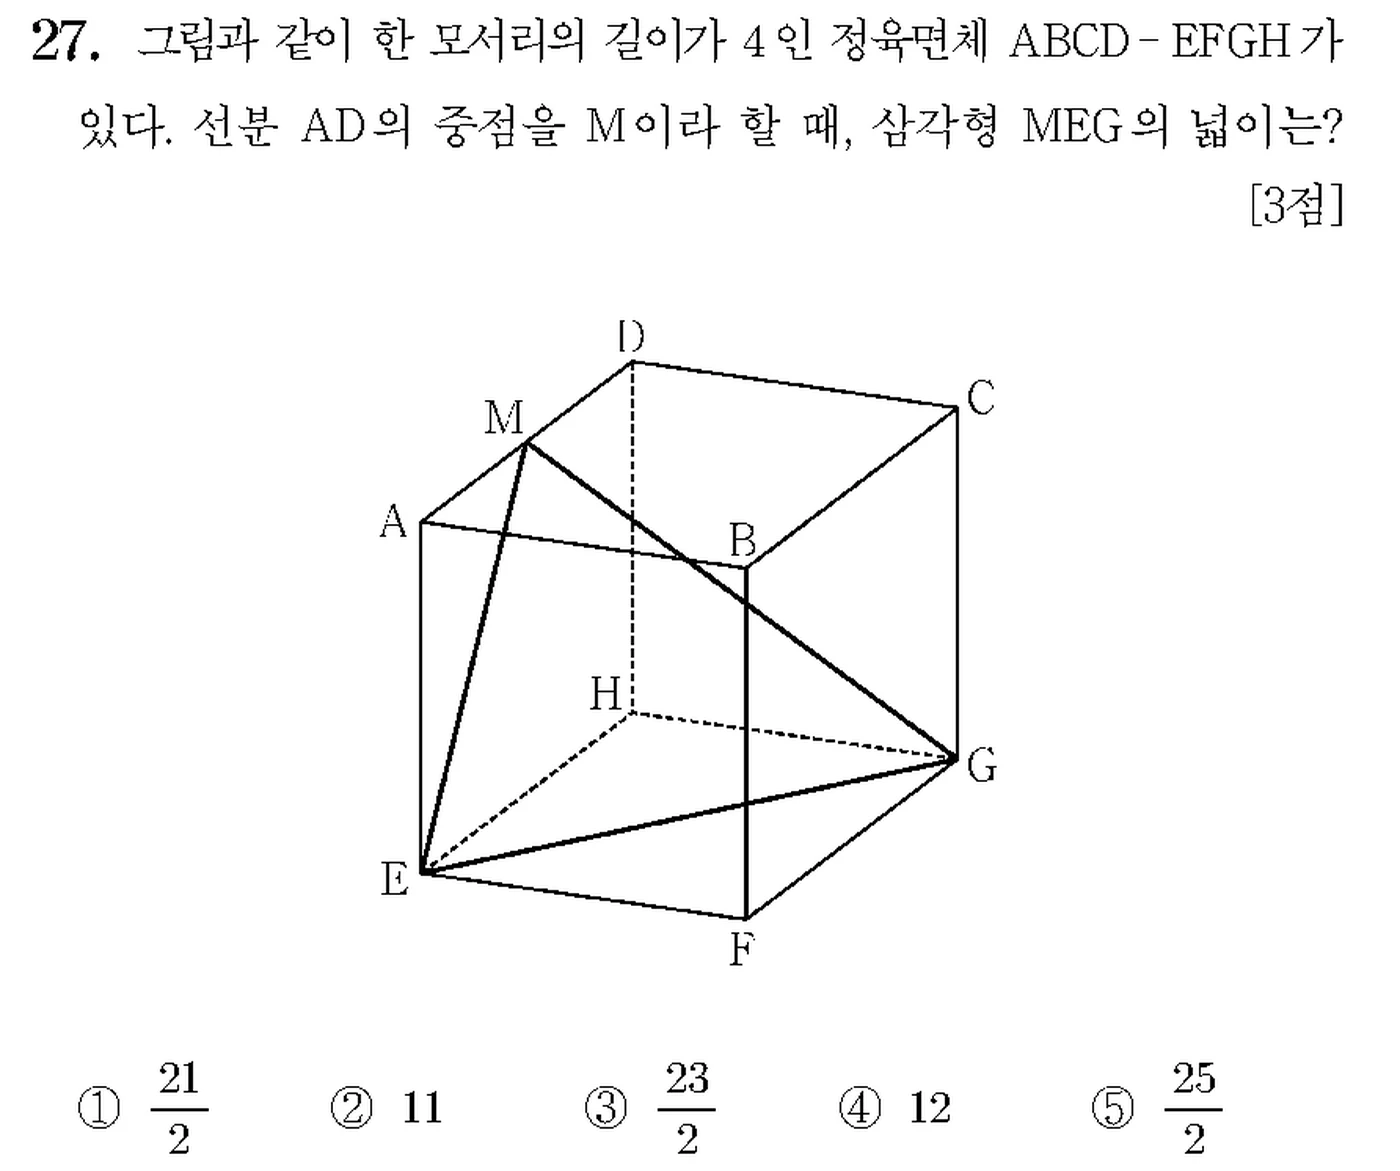 27. 그림과 같이 한 모서리의 길이가 4인 정육면체 ABCD-EFGH가
있다. 선분 AD의 중점을 M이라 할 때, 삼각형 MEG의 넓이는?
[3점]
D
C
M
A
B
H
G
E
F
① 21/2 ② 11 ③ 23/2 ④ 12 ⑤ 25/2